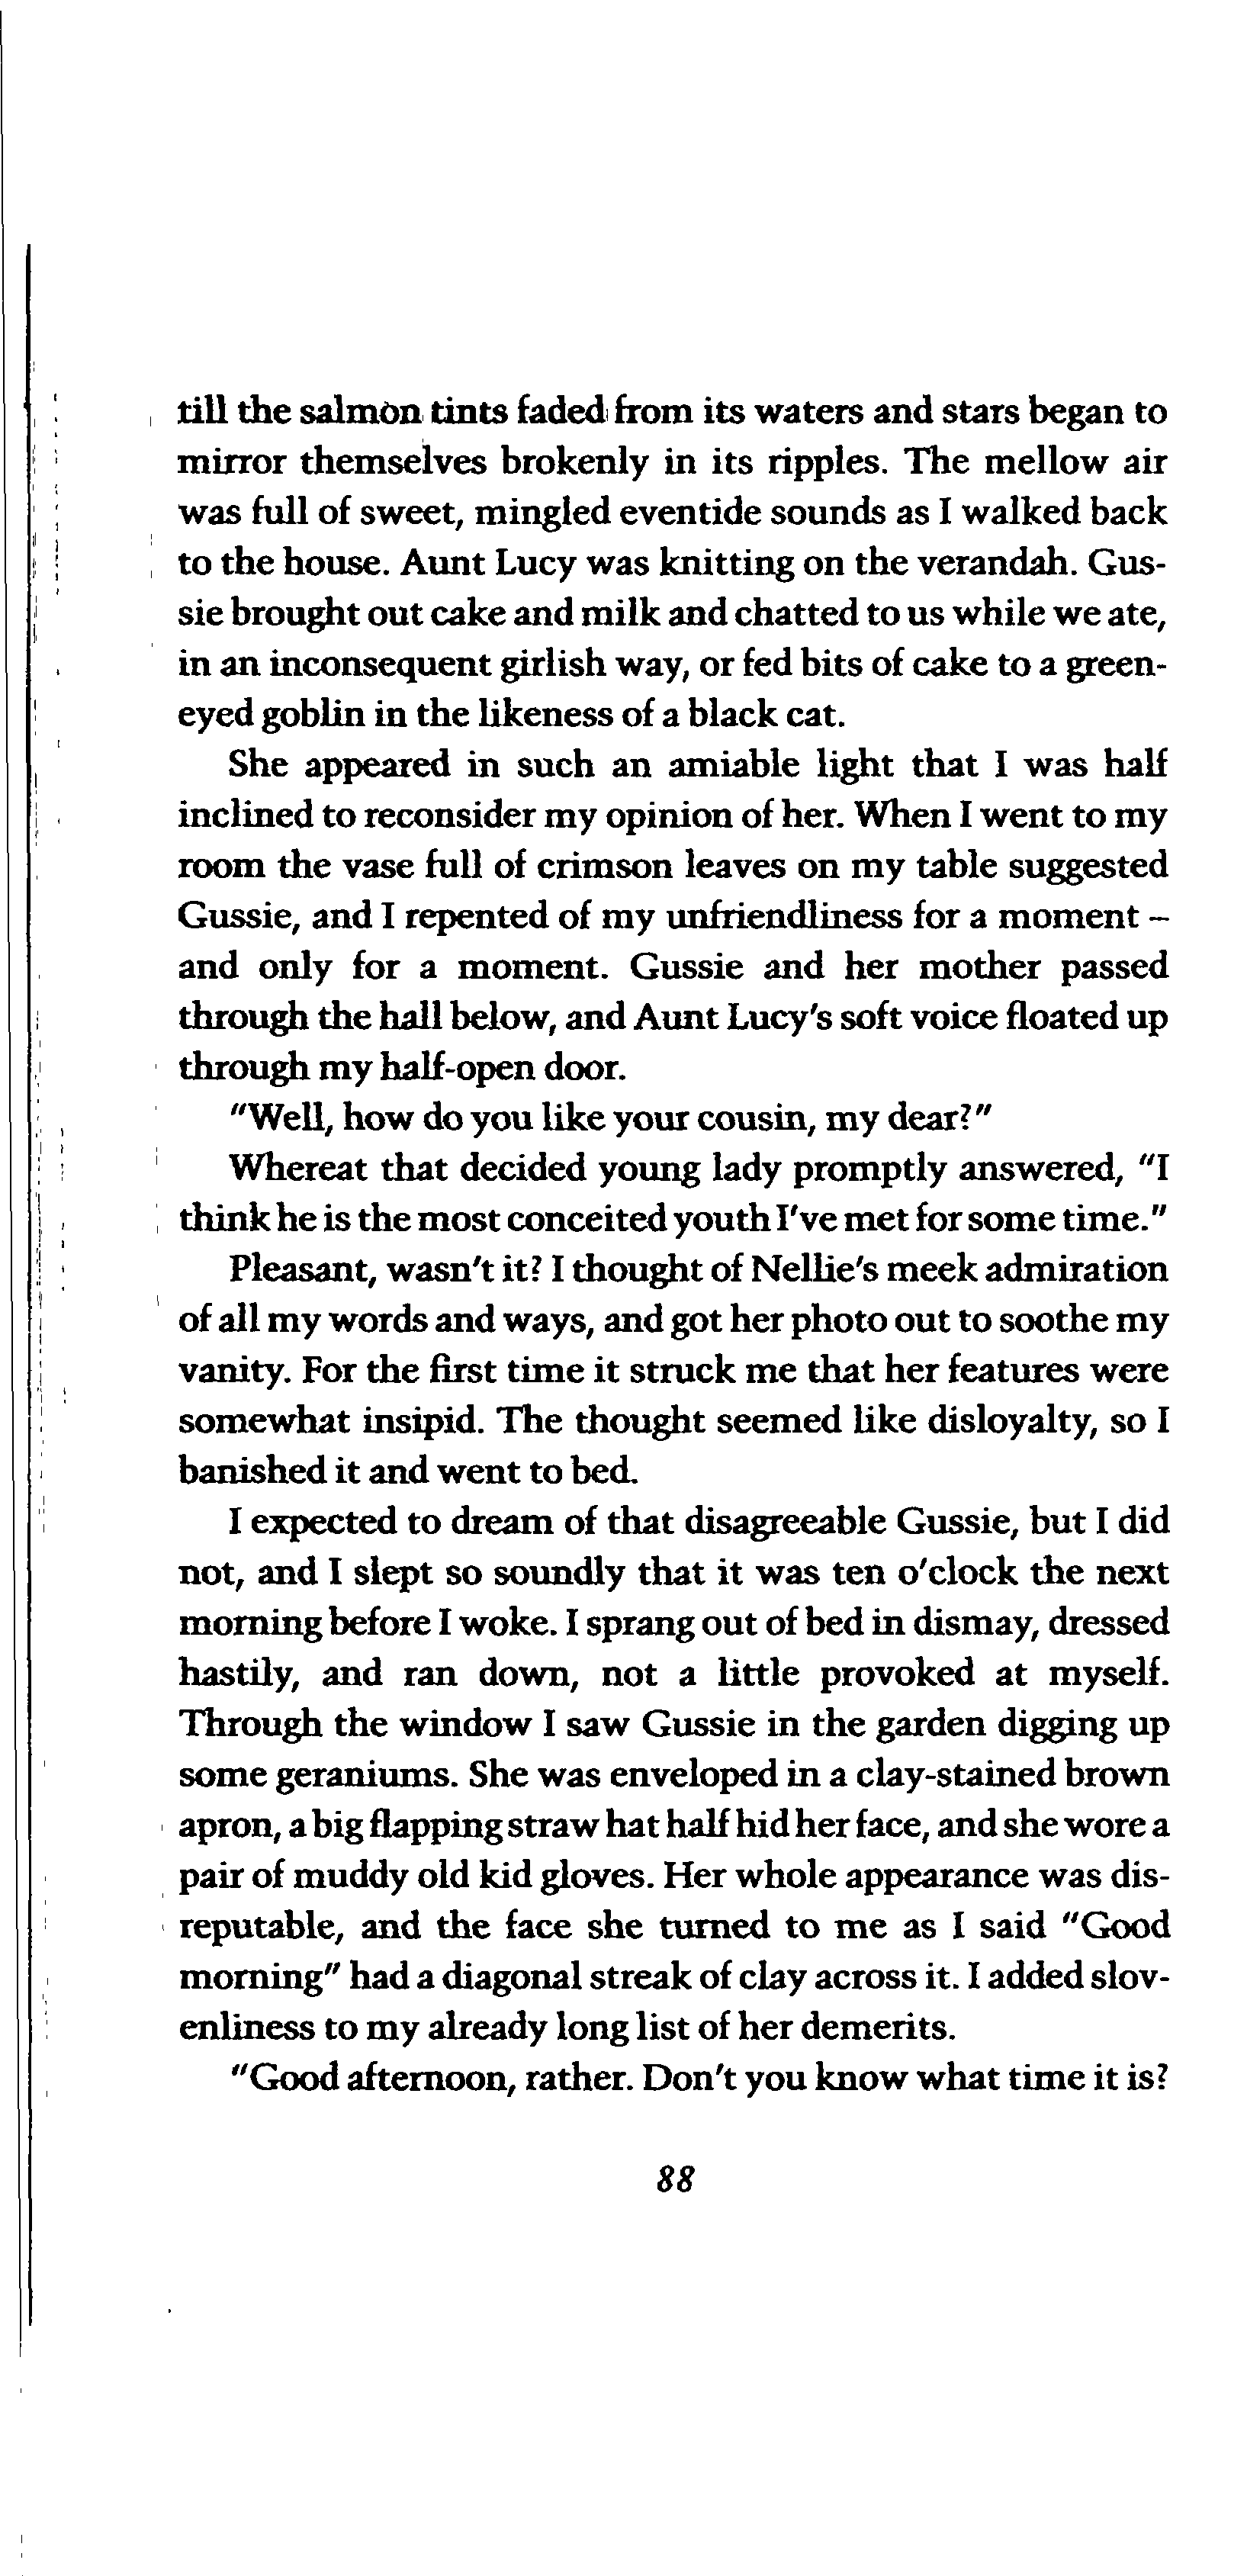 till the salmon tints faded from its waters and stars began to
mirror themselves brokenly in its ripples. The mellow air
was full of sweet, mingled eventide sounds as I walked back
to the house. Aunt Lucy was knitting on the verandah. Gus-
sie brought out cake and milk and chatted to us while we ate,
in an inconsequent girlish way, or fed bits of cake to a green-
eyed goblin in the likeness of a black cat.
She appeared in such an amiable light that I was half
inclined to reconsider my opinion of her. When I went to my
room the vase full of crimson leaves on my table suggested
Gussie, and I repented of my unfriendliness for a moment –
and only for a moment. Gussie and her mother passed
through the hall below, and Aunt Lucy's soft voice floated up
through my half-open door.
"Well, how do you like your cousin, my dear?"
Whereat that decided young lady promptly answered, "I
think he is the most conceited youth I've met for some time."
Pleasant, wasn't it? I thought of Nellie's meek admiration
of all my words and ways, and got her photo out to soothe my
vanity. For the first time it struck me that her features were
somewhat insipid. The thought seemed like disloyalty, so I
banished it and went to bed.
I expected to dream of that disagreeable Gussie, but I did
not, and I slept so soundly that it was ten o'clock the next
morning before I woke. I sprang out of bed in dismay, dressed
hastily, and ran down, not a little provoked at myself.
Through the window I saw Gussie in the garden digging up
some geraniums. She was enveloped in a clay-stained brown
apron, a big flapping straw hat half hid her face, and she wore a
pair of muddy old kid gloves. Her whole appearance was dis-
reputable, and the face she turned to me as I said "Good
morning" had a diagonal streak of clay across it. I added slov-
enliness to my already long list of her demerits.
"Good afternoon, rather. Don't you know what time it is?
88